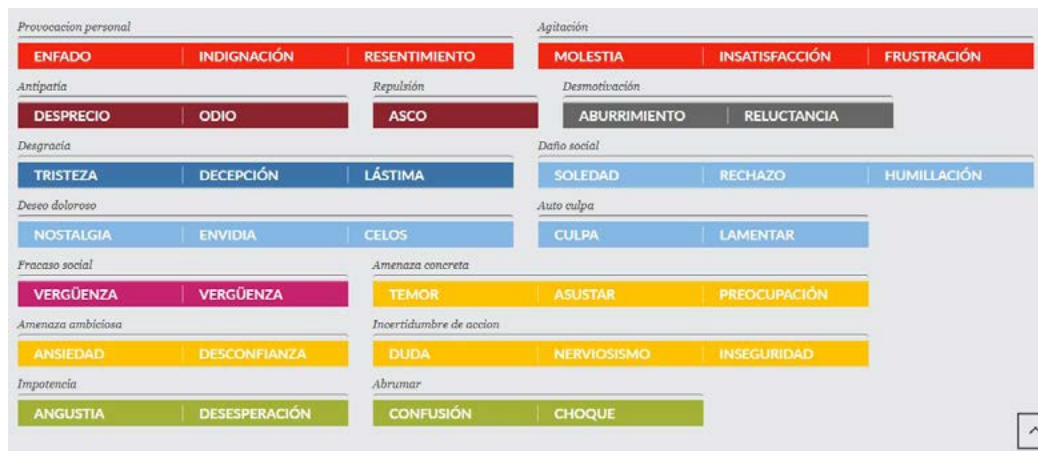 Provocacion personal Agitación
ENFADO INDIGNACIÓN RESENTIMIENTO MOLESTIA INSATISFACCIÓN FRUSTRACIÓN
Antipatía Repulsión Desmotivación
DESPRECIO ODIO ASCO ABURRIMIENTO RELUCTANCIA
Desgracia Daño social
TRISTEZA DECEPCIÓN LÁSTIMA SOLEDAD RECHAZO HUMILLACIÓN
Deseo doloroso Auto culpa
NOSTALGIA ENVIDIA CELOS CULPA LAMENTAR
Fracaso social Amenaza concreta
VERGÜENZA VERGÜENZA TEMOR ASUSTAR PREOCUPACIÓN
Amenaza ambiciosa Incertidumbre de accion
ANSIEDAD DESCONFIANZA DUDA NERVIOSISMO INSEGURIDAD
Impotencia Abrumar
ANGUSTIA DESESPERACIÓN CONFUSIÓN CHOQUE